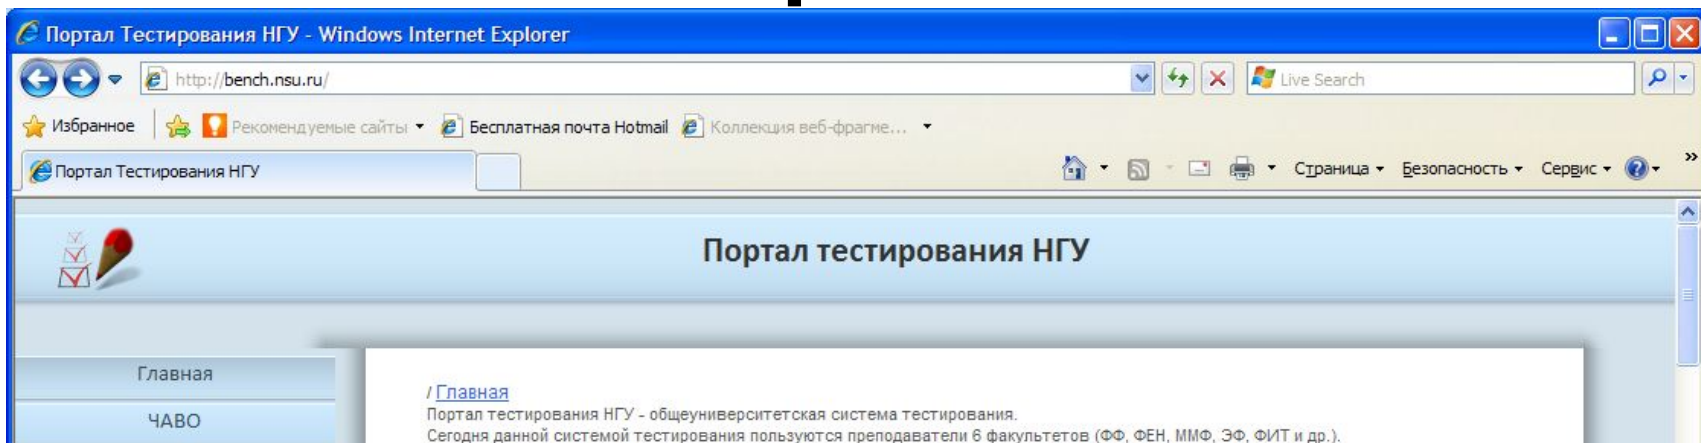 Портал Тестирования НГУ - Windows Internet Explorer
http://bench.nsu.ru/
Live Search
Избранное
Рекомендуемые сайты
Бесплатная почта Hotmail
Коллекция веб-фрагме...
Портал Тестирования НГУ
Страница
Безопасность
Сервис
»
Портал тестирования НГУ
Главная
ЧАВО
/ Главная
Портал тестирования НГУ - общеуниверситетская система тестирования.
Сегодня данной системой тестирования пользуются преподаватели 6 факультетов (ФФ, ФЕН, ММФ, ЭФ, ФИТ и др.).